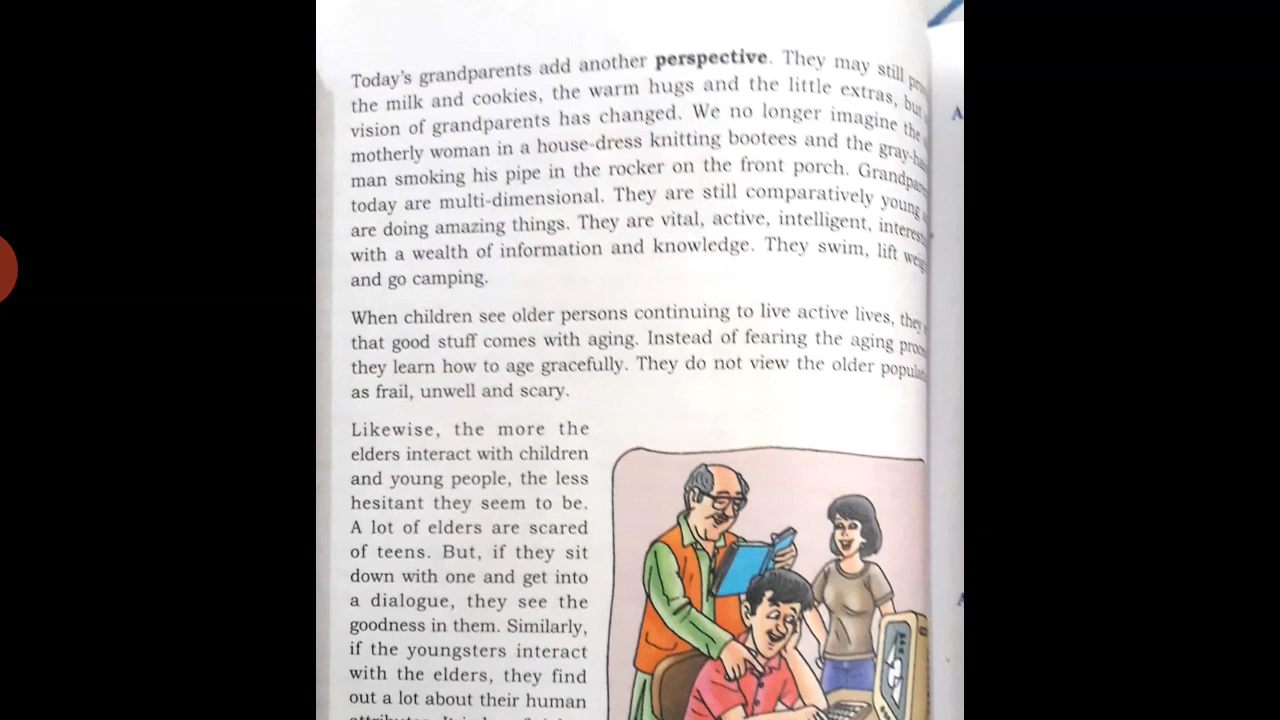 Today's grandparents add another perspective. They may still
the milk and cookies, the warm hugs and the little extras, but
vision of grandparents has changed. We no longer imagine the
motherly woman in a house-dress knitting bootees and the
man smoking his pipe in the rocker on the front porch.
today are multi-dimensional. They are still comparatively young
are doing amazing things. They are vital, active, intelligent,
with a wealth of information and knowledge. They swim, lift
and go camping.
When children see older persons continuing to live active lives, they
that good stuff comes with aging. Instead of fearing the aging
they learn how to age gracefully. They do not view the older
as frail, unwell and scary.
Likewise, the more the
elders interact with children
and young people, the less
hesitant they seem to be.
A lot of elders are scared
of teens. But, if they sit
down with one and get into
a dialogue, they see the
goodness in them. Similarly,
if the youngsters interact
with the elders, they find
out a lot about their human